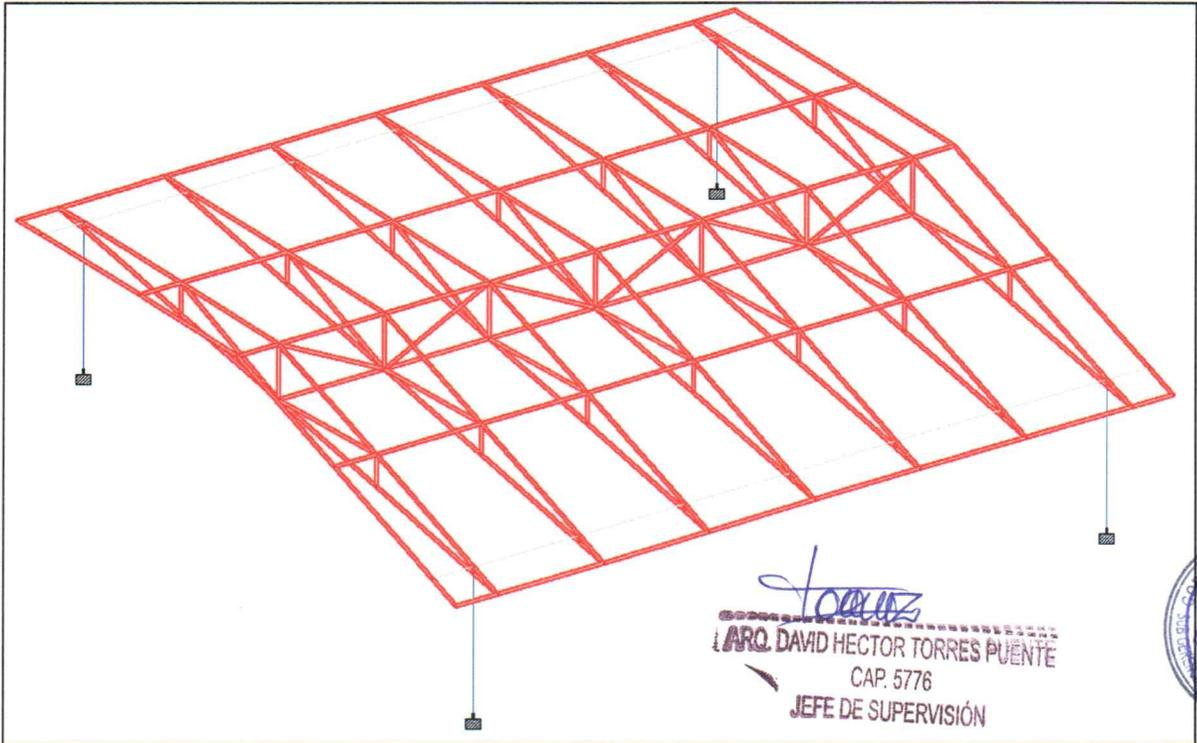 ARQ. DAVID HECTOR TORRES PUENTE
CAP. 5776
JEFE DE SUPERVISIÓN